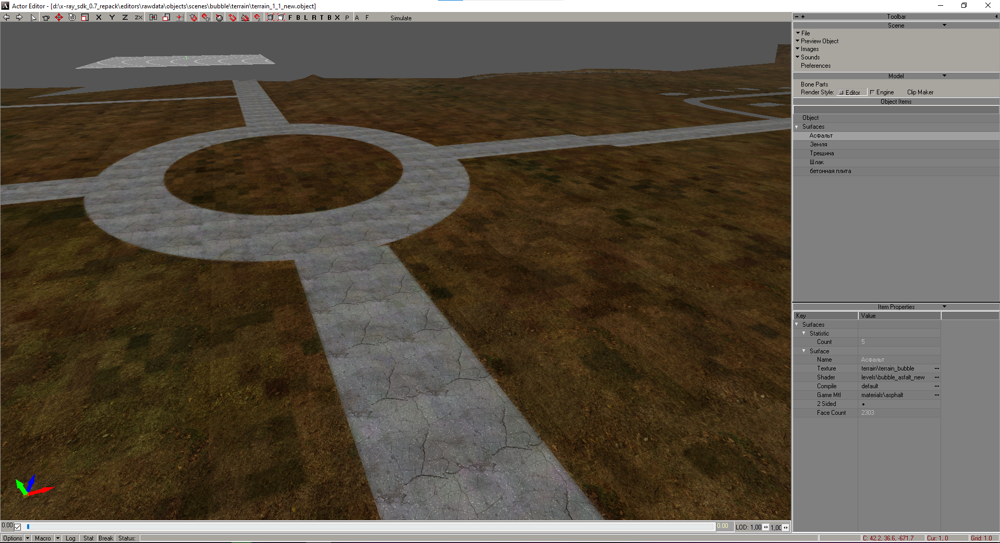 Actor Editor - [d:\x-ray_sdk_0.7_repack\editors\rawdata\objects\scenes\bubble\terrain\terrain_1_1_new.object]
X Y Z ZX F B L R T B X P A F Simulate
Toolbar
Scene
File
Preview Object
Images
Sounds
Preferences
Model
Bone Parts
Render Style: Editor Engine Clip Maker
Object Items
Object
Surfaces
Асфальт
Земля
Трещина
Шлак
бетонная плита
Item Properties
Key Value
Surfaces
Statistic
Count 5
Surface
Name Асфальт
Texture terrain\terrain_bubble ...
Shader levels\bubble_asfalt_new ...
Compile default ...
Game Mtl materials\asphalt ...
2 Sided
Face Count 2303
0.00 0.00 LOD: 1,00 1,00
Options Macro Log Stat Break Status: C: 42.2, 36.6, -671.7 Cur: 1, 0 Grid: 1.0